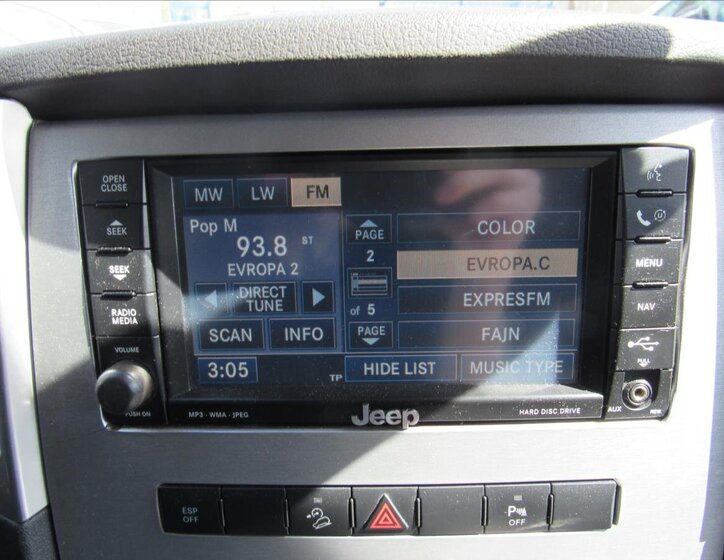 OPEN
CLOSE
SEEK
SEEK
RADIO
MEDIA
VOLUME
PUSH ON
MW LW FM
Pop M
93.8 ST
EVROPA 2
DIRECT
TUNE
SCAN INFO
3:05
TP
PAGE
2
of 5
PAGE
COLOR
EVROPA.C
EXPRESFM
FAJN
HIDE LIST
MUSIC TYPE
MENU
NAV
PULL
AUX
MP3 - WMA - JPEG
Jeep
HARD DISC DRIVE
ESP
OFF
P
OFF